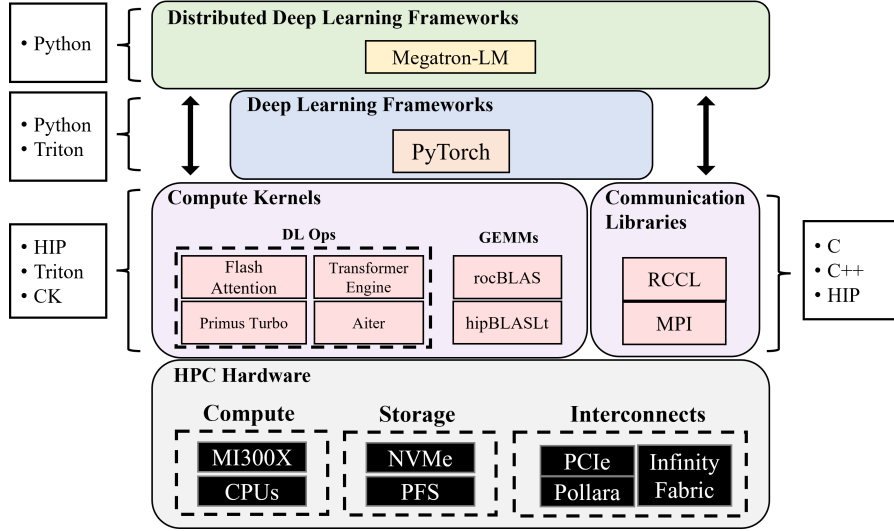 Distributed Deep Learning Frameworks
• Python
Megatron-LM
Deep Learning Frameworks
• Python
• Triton
PyTorch
Compute Kernels
Communication
Libraries
DL Ops
GEMMs
• HIP
• Triton
• CK
Flash
Attention
Transformer
Engine
Primus Turbo
Aiter
rocBLAS
hipBLASLt
RCCL
MPI
• C
• C++
• HIP
HPC Hardware
Compute
MI300X
CPUs
Storage
NVMe
PFS
Interconnects
PCIe
Pollara
Infinity
Fabric